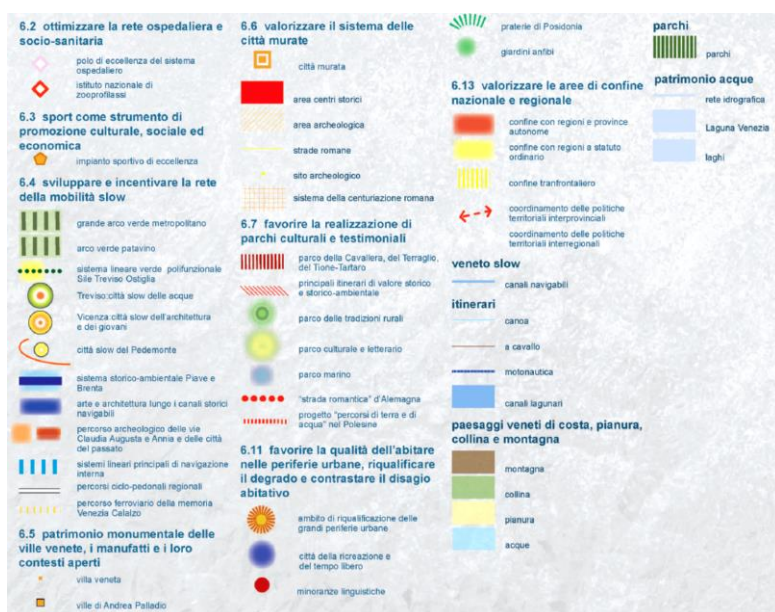 6.2 ottimizzare la rete ospedaliera e
socio-sanitaria
polo di eccellenza del sistema
ospedaliero
istituto nazionale di
zooprofilassi
6.3 sport come strumento di
promozione culturale, sociale ed
economica
impianto sportivo di eccellenza
6.4 sviluppare e incentivare la rete
della mobilità slow
grande arco verde metropolitano
arco verde patavino
sistema lineare verde polifunzionale
Sile Treviso Ostiglia
Treviso:città slow delle acque
Vicenza città slow dell'architettura
e dei giovani
città slow del Pedemonte
sistema storico-ambientale Piave e
Brenta
arte e architettura lungo i canali storici
navigabili
percorso archeologico delle vie
Claudia Augusta e Annia e delle città
del passato
sistemi lineari principali di navigazione
interna
percorsi ciclo-pedonali regionali
percorso ferroviario della memoria
Venezia Calalzo
6.5 patrimonio monumentale delle
ville venete, i manufatti e i loro
contesti aperti
villa veneta
ville di Andrea Palladio
6.6 valorizzare il sistema delle
città murate
città murata
area centri storici
area archeologica
strade romane
sito archeologico
sistema della centuriazione romana
6.7 favorire la realizzazione di
parchi culturali e testimoniali
parco della Cavallera, del Terraglio,
del Tione-Tartaro
principali itinerari di valore storico
e storico-ambientale
parco delle tradizioni rurali
parco culturale e letterario
parco marino
"strada romantica" d'Alemagna
progetto "percorsi di terra e di
acqua" nel Polesine
6.11 favorire la qualità dell'abitare
nelle periferie urbane, riqualificare
il degrado e contrastare il disagio
abitativo
ambito di riqualificazione delle
grandi periferie urbane
città della ricreazione e
del tempo libero
minoranze linguistiche
praterie di Posidonia
giardini anfibi
6.13 valorizzare le aree di confine
nazionale e regionale
confine con regioni e province
autonome
confine con regioni a statuto
ordinario
confine tranfrontaliero
coordinamento delle politiche
territoriali interprovinciali
coordinamento delle politiche
territoriali interregionali
veneto slow
canali navigabili
itinerari
canoa
a cavallo
motonautica
canali lagunari
paesaggi veneti di costa, pianura,
collina e montagna
montagna
collina
pianura
acque
parchi
parchi
patrimonio acque
rete idrografica
Laguna Venezia
laghi